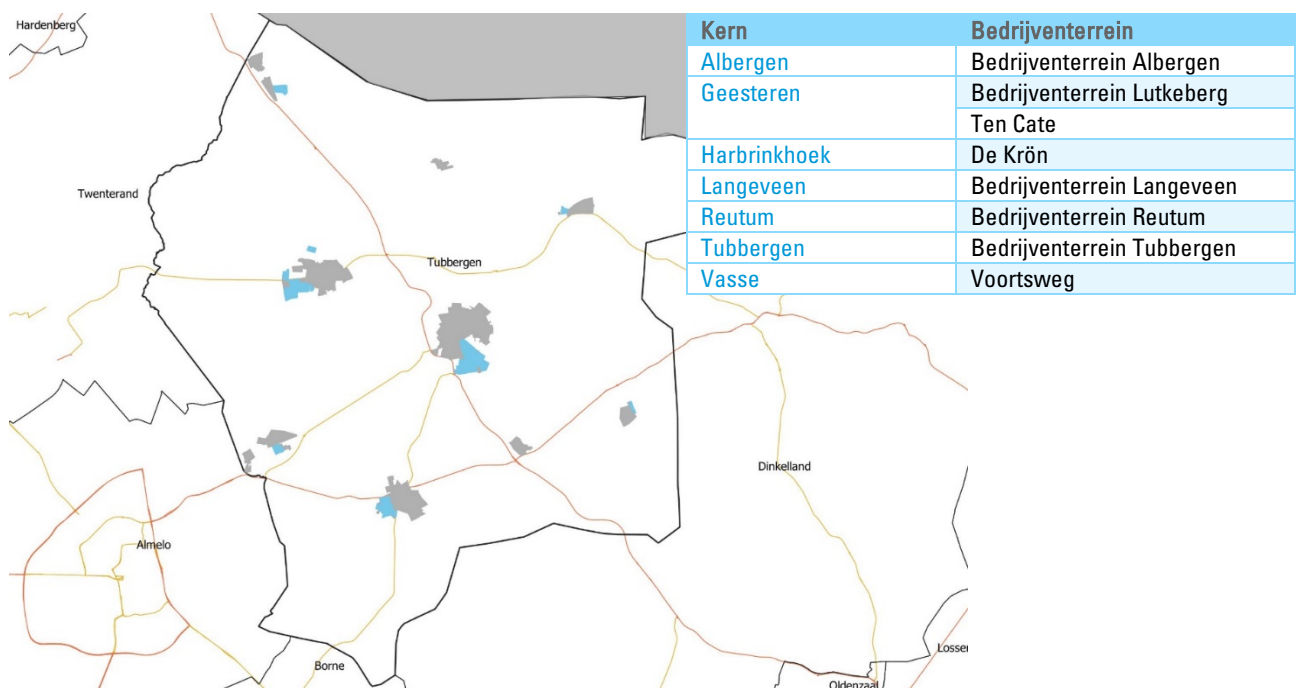 Hardenberg
Twenterand
Tubbergen
Dinkelland
Almelo
Borne
Losser
Oldenzaal
Kern Bedrijventerrein
Albergen Bedrijventerrein Albergen
Geesteren Bedrijventerrein Lutkeberg
Ten Cate
Harbrinkhoek De Krön
Langeveen Bedrijventerrein Langeveen
Reutum Bedrijventerrein Reutum
Tubbergen Bedrijventerrein Tubbergen
Vasse Voortsweg